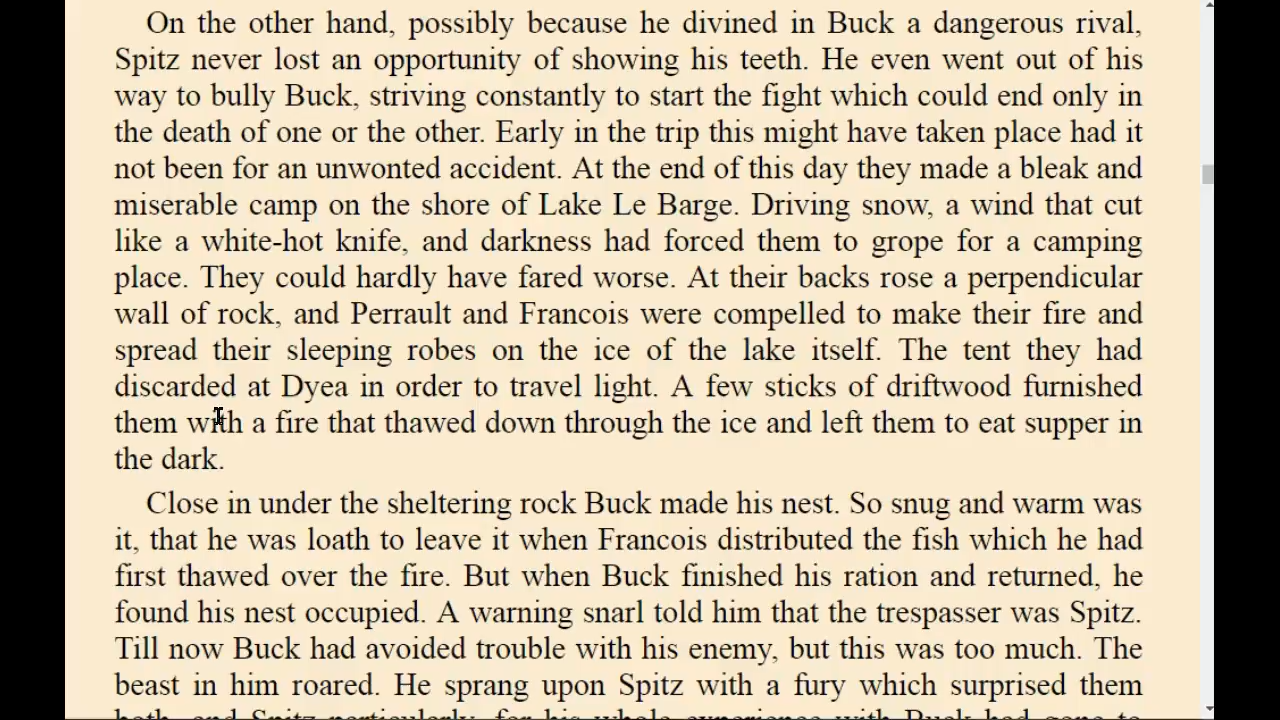 On the other hand, possibly because he divined in Buck a dangerous rival,
Spitz never lost an opportunity of showing his teeth. He even went out of his
way to bully Buck, striving constantly to start the fight which could end only in
the death of one or the other. Early in the trip this might have taken place had it
not been for an unwonted accident. At the end of this day they made a bleak and
miserable camp on the shore of Lake Le Barge. Driving snow, a wind that cut
like a white-hot knife, and darkness had forced them to grope for a camping
place. They could hardly have fared worse. At their backs rose a perpendicular
wall of rock, and Perrault and Francois were compelled to make their fire and
spread their sleeping robes on the ice of the lake itself. The tent they had
discarded at Dyea in order to travel light. A few sticks of driftwood furnished
them with a fire that thawed down through the ice and left them to eat supper in
the dark.
Close in under the sheltering rock Buck made his nest. So snug and warm was
it, that he was loath to leave it when Francois distributed the fish which he had
first thawed over the fire. But when Buck finished his ration and returned, he
found his nest occupied. A warning snarl told him that the trespasser was Spitz.
Till now Buck had avoided trouble with his enemy, but this was too much. The
beast in him roared. He sprang upon Spitz with a fury which surprised them
both, and Spitz particularly, for his whole experience with Buck had gone to